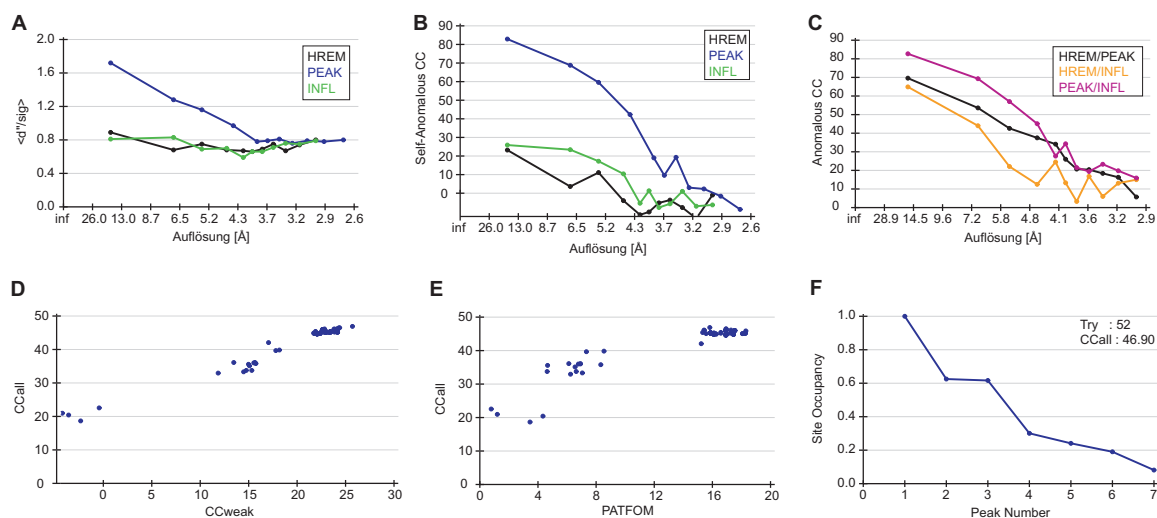 A
2.0
1.6
1.2
0.8
0.4
0.0
<d"/sig>
HREM
PEAK
INFL
inf 26.0 13.0 8.7 6.5 5.2 4.3 3.7 3.2 2.9 2.6
Auflösung [Å]
B
90
80
70
60
50
40
30
20
10
0
Self-Anomalous CC
HREM
PEAK
INFL
inf 26.0 13.0 8.7 6.5 5.2 4.3 3.7 3.2 2.9 2.6
Auflösung [Å]
C
90
80
70
60
50
40
30
20
10
0
Anomalous CC
HREM/PEAK
HREM/INFL
PEAK/INFL
inf 28.9 14.5 9.6 7.2 5.8 4.8 4.1 3.6 3.2 2.9
Auflösung [Å]
D
50
40
30
20
10
0
CCall
0 5 10 15 20 25 30
CCweak
E
50
40
30
20
10
0
CCall
0 4 8 12 16 20
PATFOM
F
1.0
0.8
0.6
0.4
0.2
0.0
Site Occupancy
Try : 52
CCall : 46.90
0 1 2 3 4 5 6 7
Peak Number